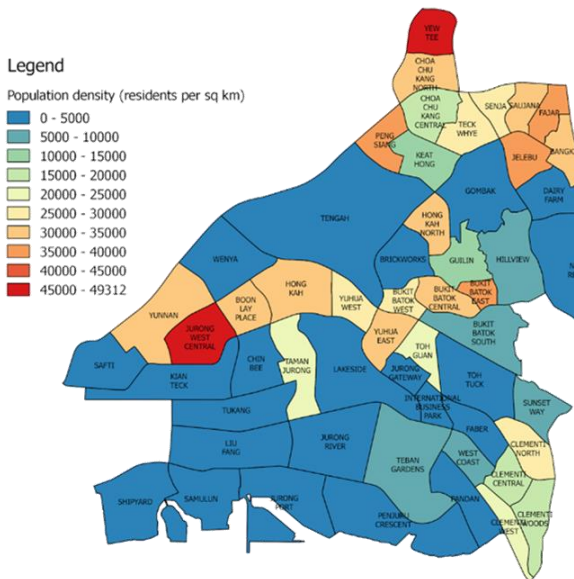 Legend
Population density (residents per sq km)
0 - 5000
5000 - 10000
10000 - 15000
15000 - 20000
20000 - 25000
25000 - 30000
30000 - 35000
35000 - 40000
40000 - 45000
45000 - 49312
YEW
TEE
CHOA
CHU
KANG
NORTH
CHOA
CHU
KANG
CENTRAL
TECK
WHYE
SENJA
SAUJANA
FAJAR
BANGK
PENG
SIANG
KEAT
HONG
JELEBU
GOMBAK
DAIRY
FARM
TENGAH
HONG
KAH
NORTH
WENYA
BRICKWORKS
GUILIN
HILLVIEW
N
RE
HONG
KAH
YUHUA
WEST
BUKIT
BATOK
WEST
BUKIT
BATOK
CENTRAL
BUKIT
BATOK
EAST
BOON
LAY
PLACE
YUNNAN
JURONG
WEST
CENTRAL
YUHUA
EAST
BUKIT
BATOK
SOUTH
TOH
GUAN
SAFTI
KIAN
TECK
CHIN
BEE
TAMAN
JURONG
LAKESIDE
JURONG
GATEWAY
TOH
TUCK
INTERNATIONAL
BUSINESS
PARK
SUNSET
WAY
TUKANG
FABER
LIU
FANG
JURONG
RIVER
TEBAN
GARDENS
WEST
COAST
CLEMENTI
NORTH
CLEMENTI
CENTRAL
SHIPYARD
SAMULUN
JURONG
PORT
PENJURU
CRESCENT
PANDAN
CLEMENTI
WEST
CLEMENTI
WOODS